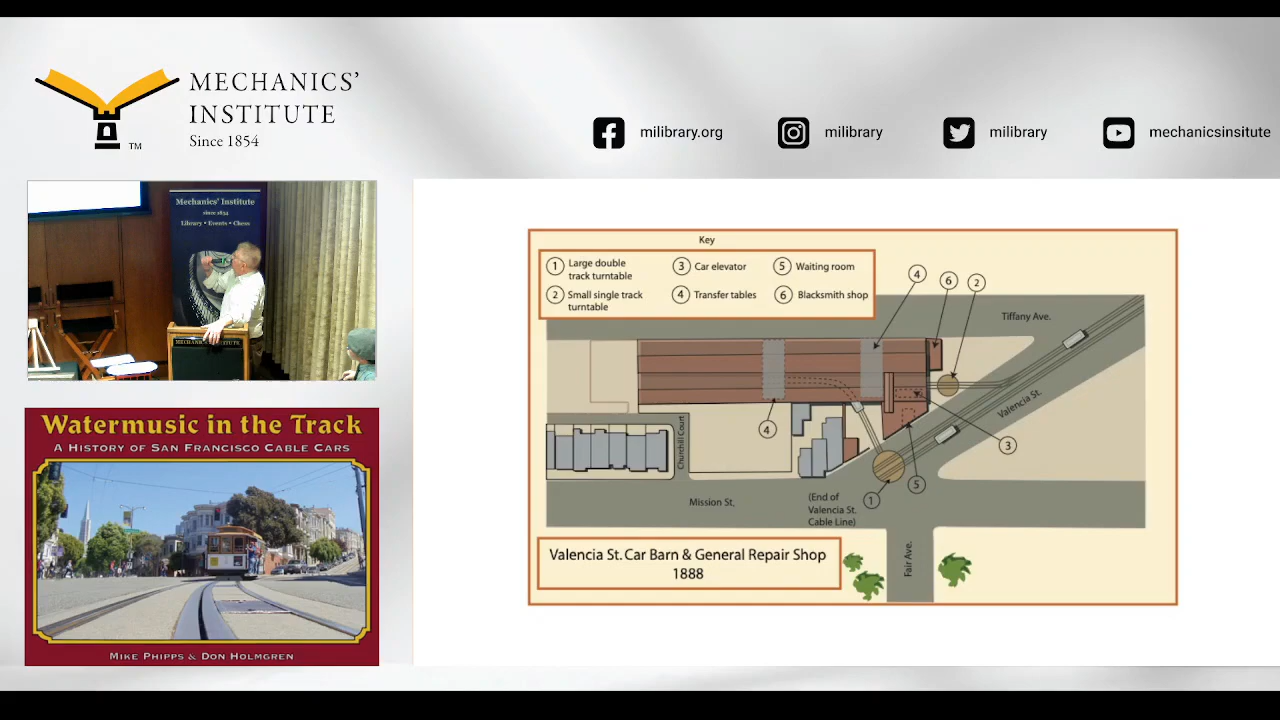 MECHANICS’
INSTITUTE
Since 1854
TM
milibrary.org
milibrary
milibrary
mechanicsinsitute
Mechanics' Institute
since 1854
Library • Events • Chess
MECHANICS' INSTITUTE
Watermusic in the Track
A History of San Francisco Cable Cars
Mike Phipps & Don Holmgren
Key
1 Large double
track turntable
2 Small single track
turntable
3 Car elevator
4 Transfer tables
5 Waiting room
6 Blacksmith shop
4
6
2
Tiffany Ave.
Valencia St.
Churchill Court
4
3
5
1
Mission St.
(End of
Valencia St.
Cable Line)
Fair Ave.
Valencia St. Car Barn & General Repair Shop
1888